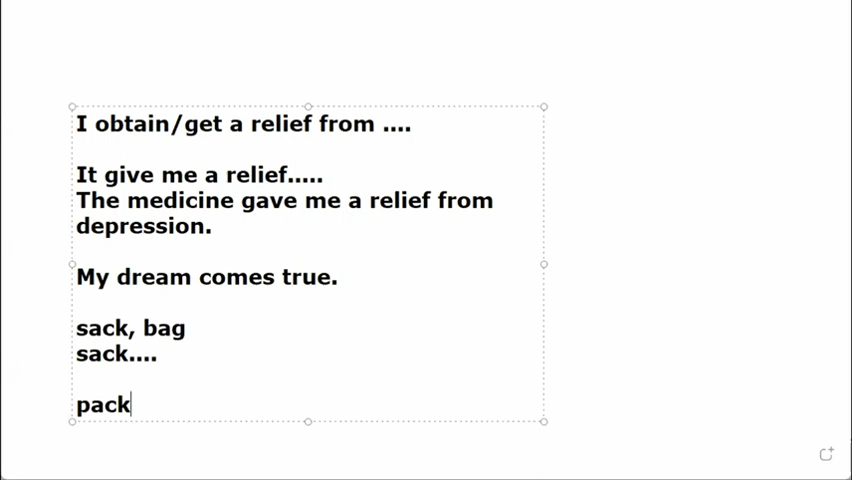 I obtain/get a relief from ....
It give me a relief.....
The medicine gave me a relief from
depression.
My dream comes true.
sack, bag
sack....
pack